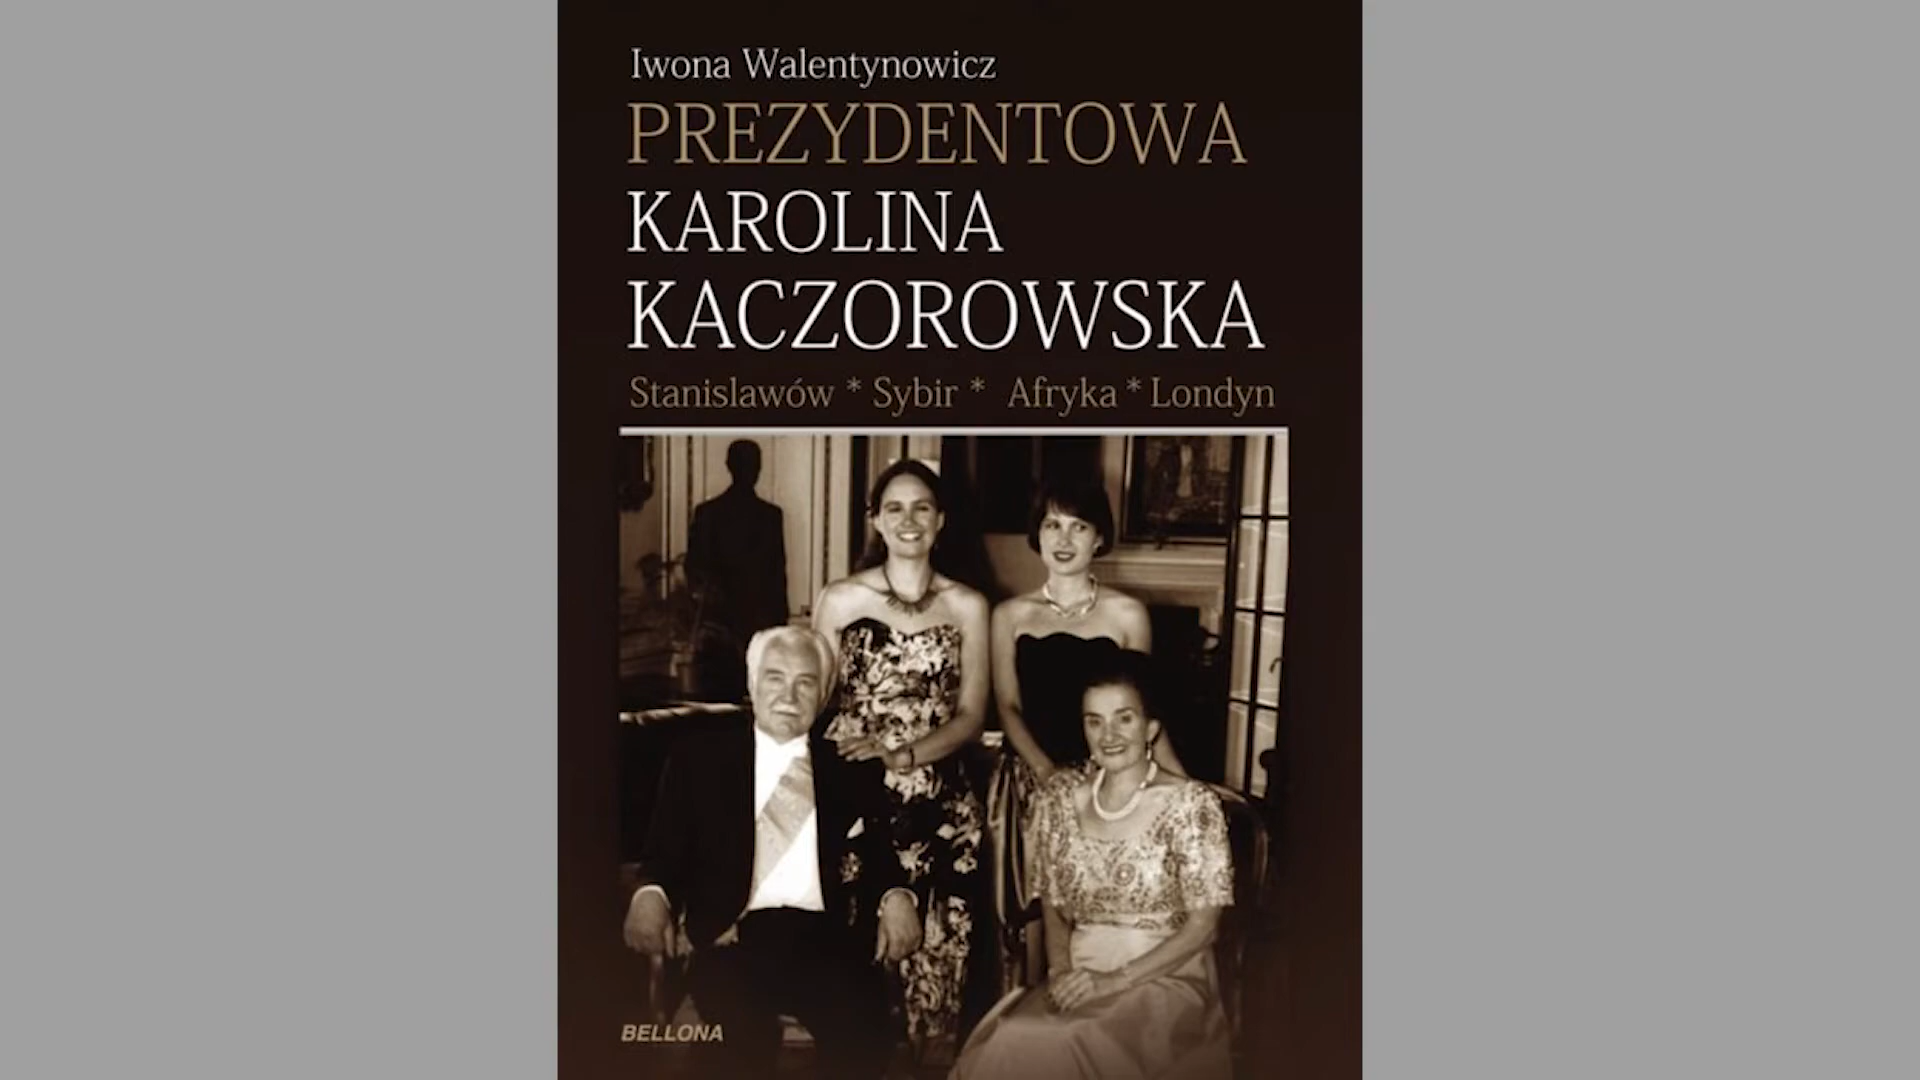 Iwona Walentynowicz
PREZYDENTOWA
KAROLINA
KACZOROWSKA
Stanislawów * Sybir * Afryka * Londyn
BELLONA